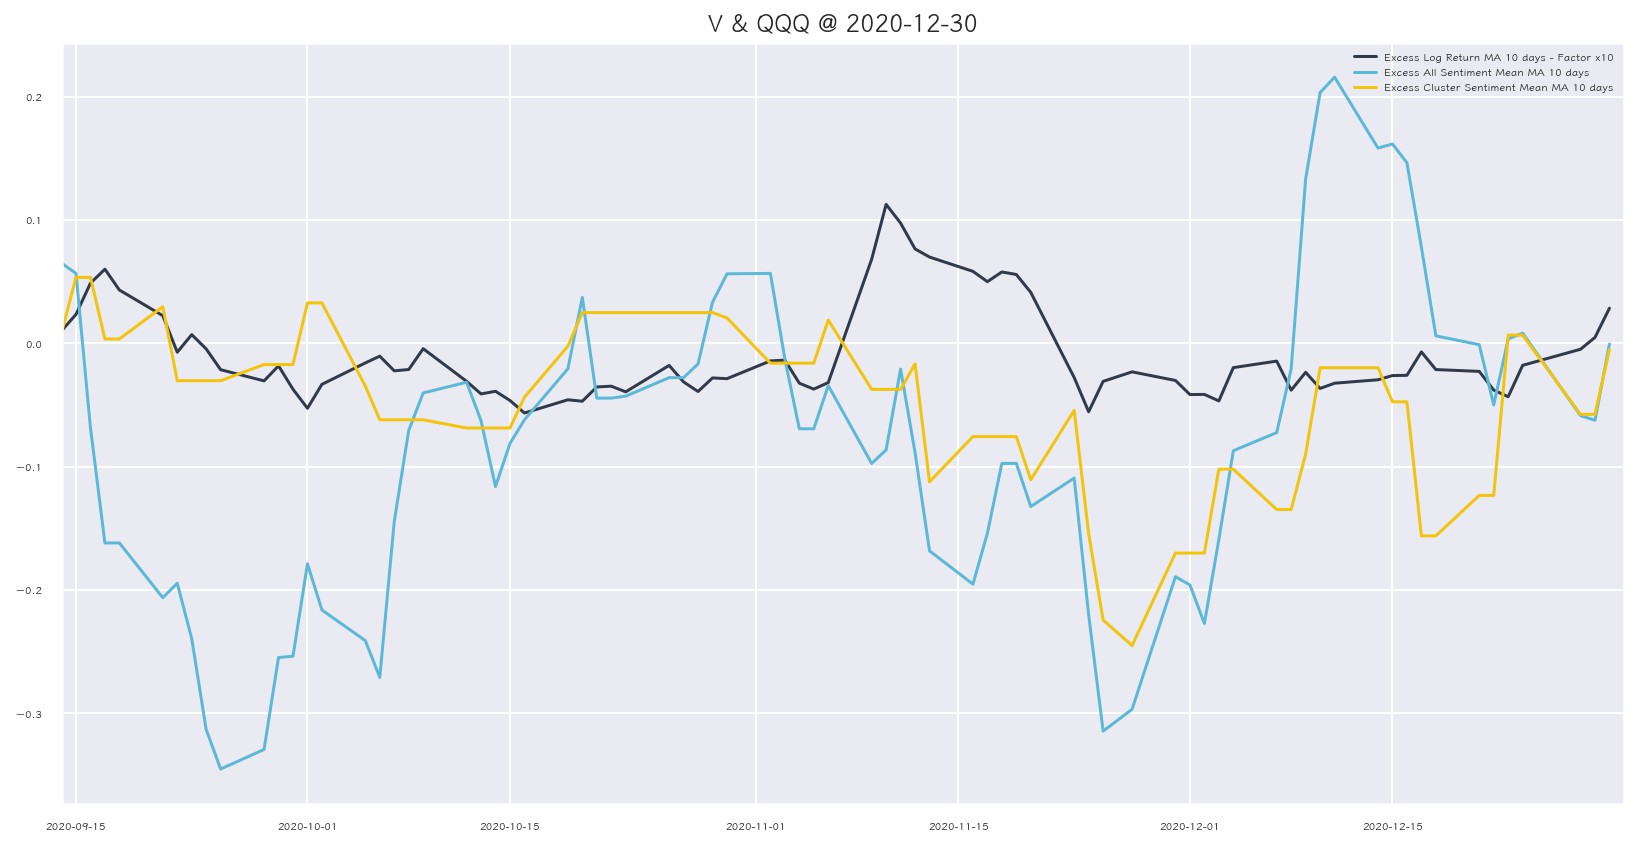 V & QQQ @ 2020-12-30
Excess Log Return MA 10 days - Factor x10
Excess All Sentiment Mean MA 10 days
Excess Cluster Sentiment Mean MA 10 days
0.2
0.1
0.0
−0.1
−0.2
−0.3
2020-09-15 2020-10-01 2020-10-15 2020-11-01 2020-11-15 2020-12-01 2020-12-15